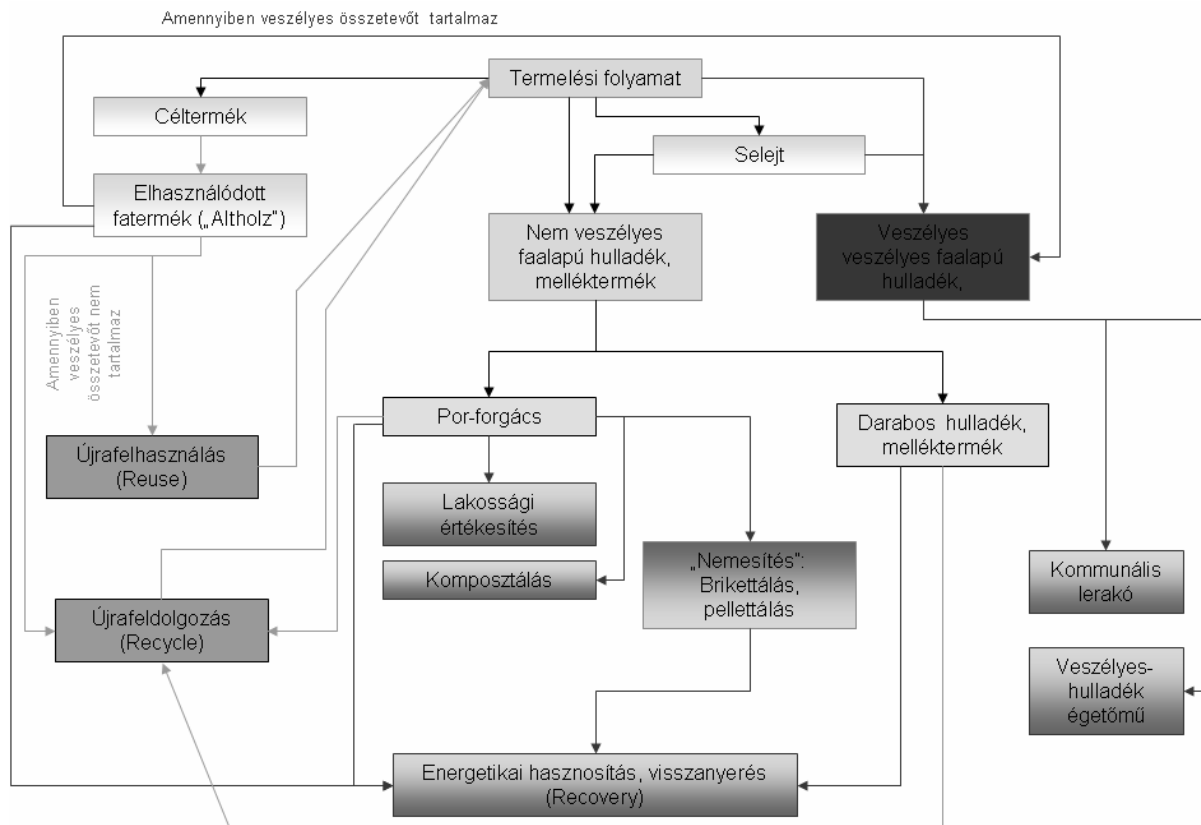 Amennyiben veszélyes összetevőt tartalmaz
Termelési folyamat
Céltermék
Selejt
Elhasználódott
fatermék („Altholz")
Nem veszélyes
faalapú hulladék,
melléktermék
Veszélyes
veszélyes faalapú
hulladék,
Amennyiben
veszélyes
összetevőt nem
tartalmaz
Por-forgács
Darabos hulladék,
melléktermék
Újrafelhasználás
(Reuse)
Lakossági
értékesítés
„Nemesítés":
Brikettálás,
pellettálás
Komposztálás
Kommunális
lerakó
Újrafeldolgozás
(Recycle)
Veszélyes-
hulladék
égetőmű
Energetikai hasznosítás, visszanyerés
(Recovery)